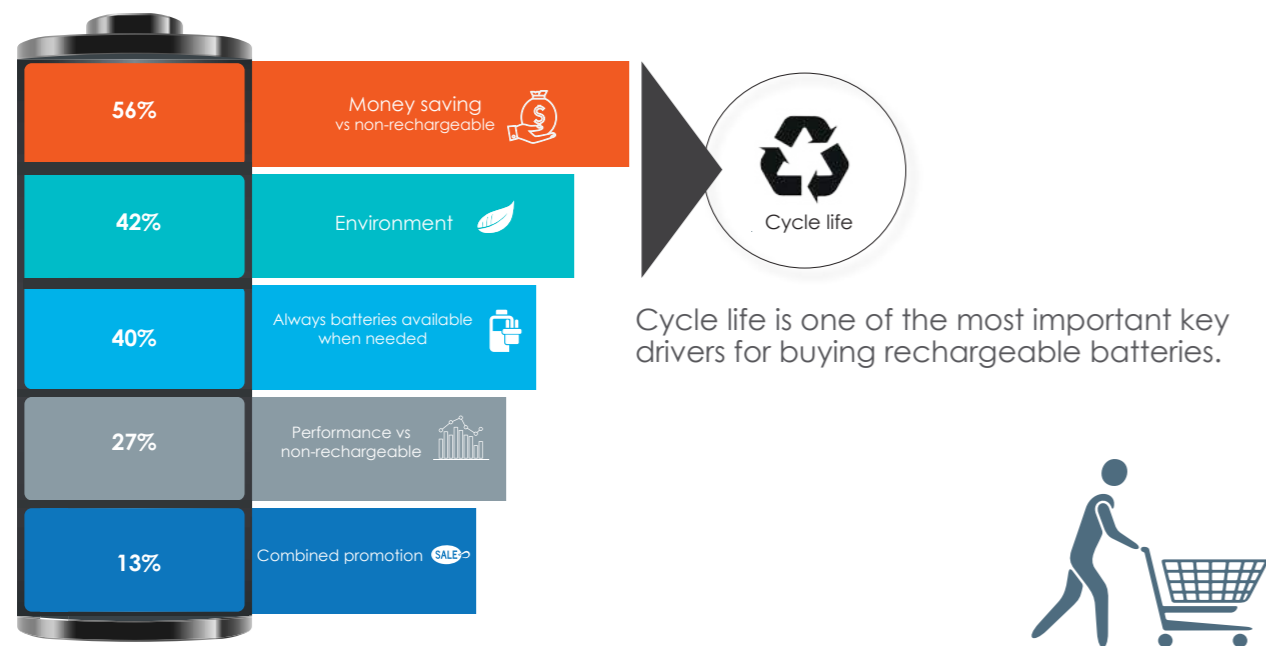 56%
Money saving
vs non-rechargeable
$
42%
Environment
40%
Always batteries available
when needed
27%
Performance vs
non-rechargeable
13%
Combined promotion
SALE
Cycle life
Cycle life is one of the most important key
drivers for buying rechargeable batteries.